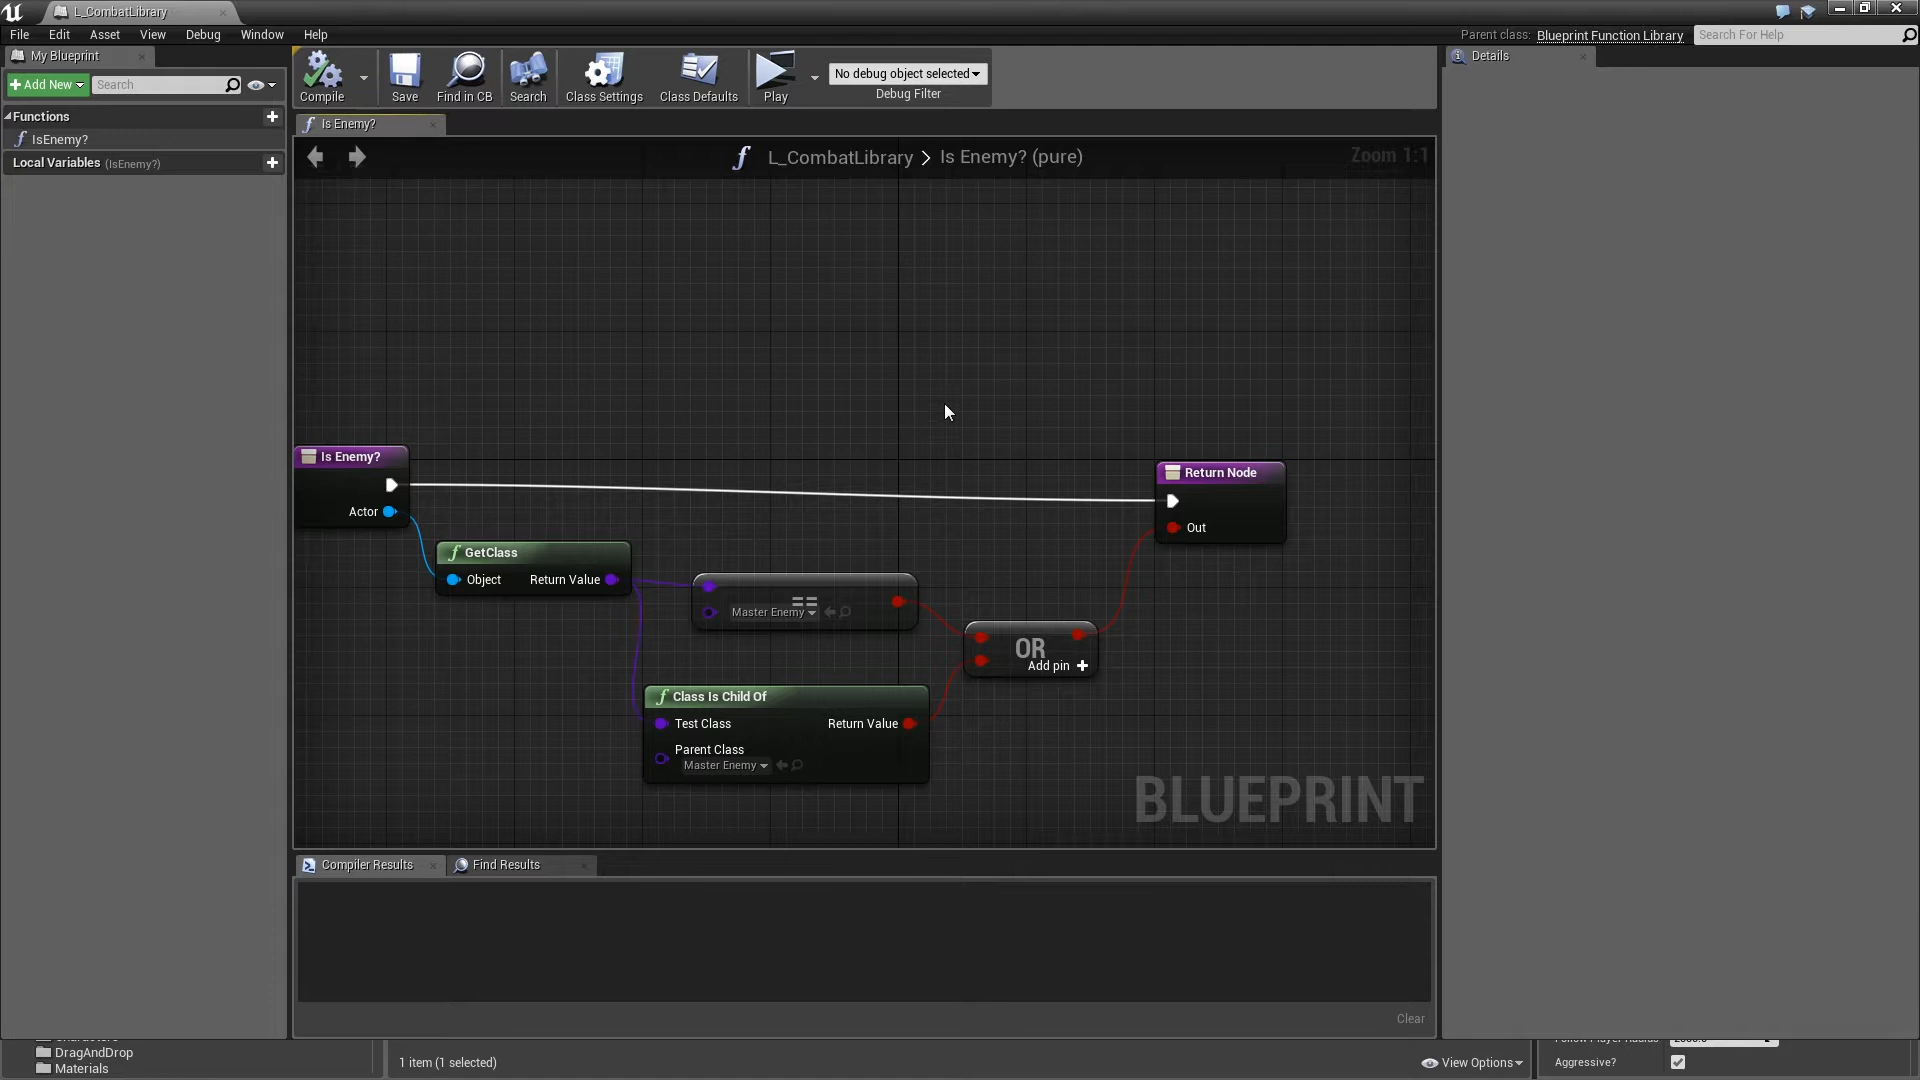 L_CombatLibrary
File Edit Asset View Debug Window Help
Parent class: Blueprint Function Library
Search For Help
My Blueprint
Details
+ Add New
Search
Compile
Save
Find in CB
Search
Class Settings
Class Defaults
Play
No debug object selected
Debug Filter
Functions
IsEnemy?
Local Variables (IsEnemy?)
Is Enemy?
L_CombatLibrary > Is Enemy? (pure)
Zoom 1:1
Is Enemy?
Actor
Return Node
Out
GetClass
Object Return Value
==
Master Enemy
OR
Add pin +
Class Is Child Of
Test Class Return Value
Parent Class
Master Enemy
BLUEPRINT
Compiler Results
Find Results
Clear
DragAndDrop
Materials
1 item (1 selected)
View Options
Aggressive?